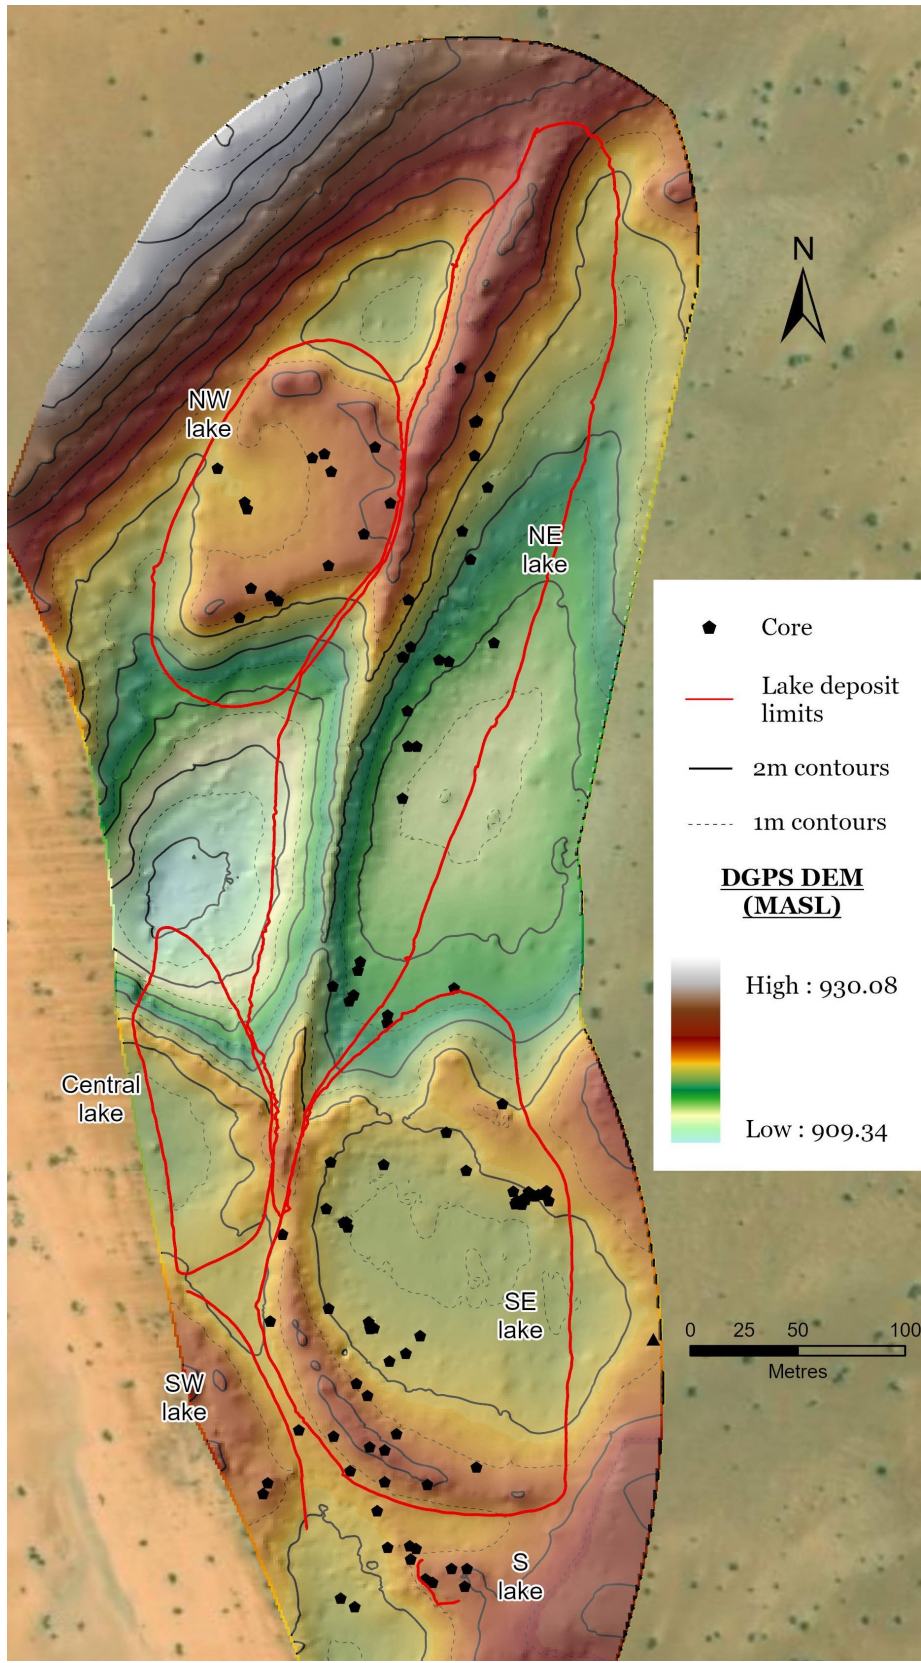 N
NW
lake
NE
lake
Core
Lake deposit
limits
2m contours
1m contours
DGPS DEM
(MASL)
High : 930.08
Low : 909.34
Central
lake
SE
lake
0 25 50 100
Metres
SW
lake
S
lake